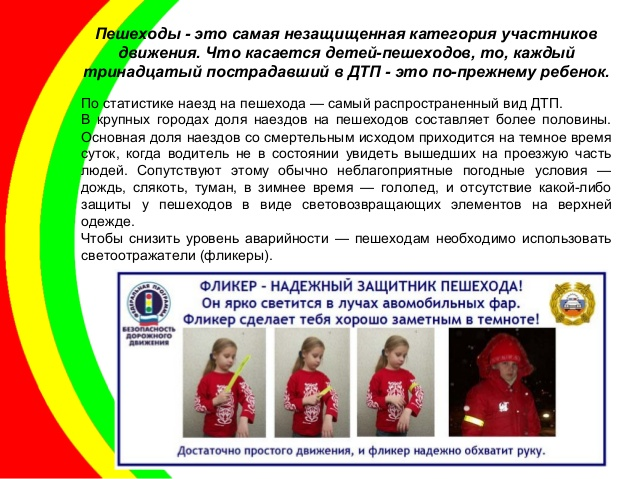 Пешеходы - это самая незащищенная категория участников
движения. Что касается детей-пешеходов, то, каждый
тринадцатый пострадавший в ДТП - это по-прежнему ребенок.
По статистике наезд на пешехода — самый распространенный вид ДТП.
В крупных городах доля наездов на пешеходов составляет более половины.
Основная доля наездов со смертельным исходом приходится на темное время
суток, когда водитель не в состоянии увидеть вышедших на проезжую часть
людей. Сопутствуют этому обычно неблагоприятные погодные условия —
дождь, слякоть, туман, в зимнее время — гололед, и отсутствие какой-либо
защиты у пешеходов в виде световозвращающих элементов на верхней
одежде.
Чтобы снизить уровень аварийности — пешеходам необходимо использовать
светоотражатели (фликеры).
ФЛИКЕР - НАДЕЖНЫЙ ЗАЩИТНИК ПЕШЕХОДА!
Он ярко светится в лучах авомобильных фар.
Фликер сделает тебя хорошо заметным в темноте!
ФЕДЕРАЛЬНАЯ ПРОГРАММА
БЕЗОПАСНОСТЬ
ДОРОЖНОГО
ДВИЖЕНИЯ
Достаточно простого движения, и фликер надежно обхватит руку.